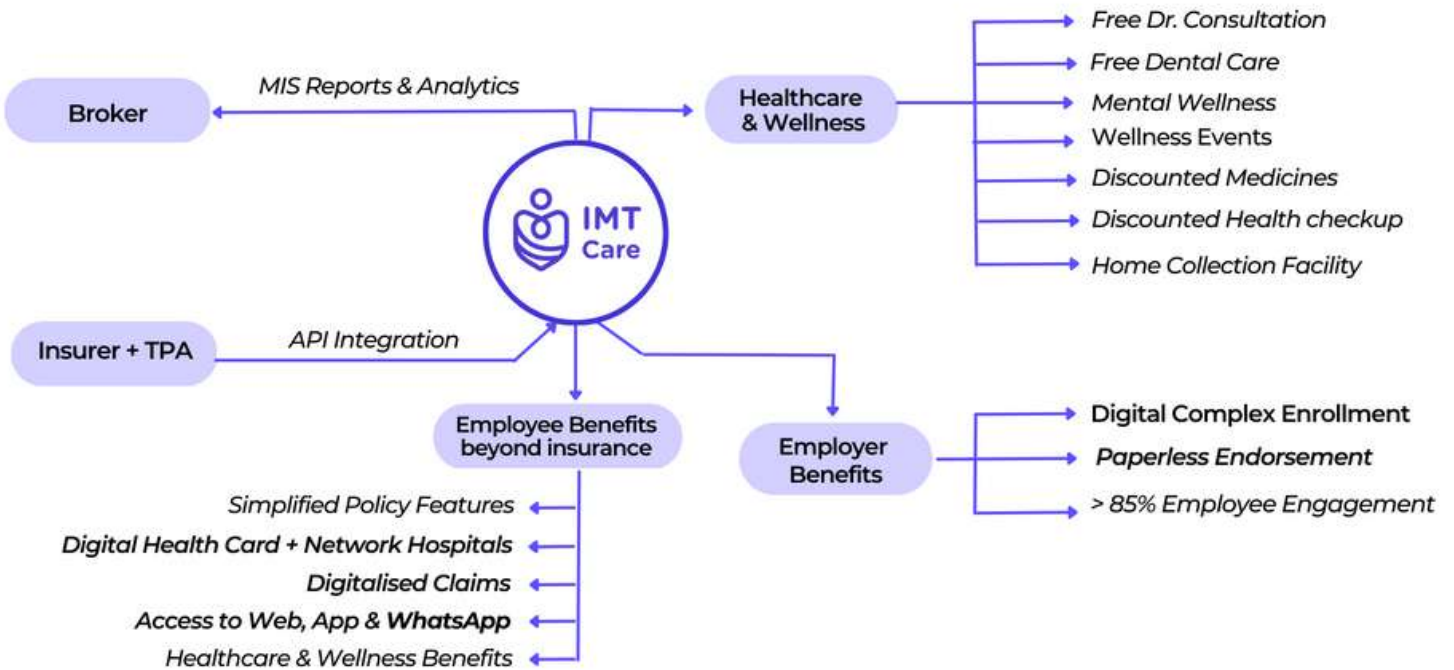 Free Dr. Consultation
MIS Reports & Analytics
Free Dental Care
Broker
Healthcare
& Wellness
Mental Wellness
Wellness Events
Discounted Medicines
IMT
Care
Discounted Health checkup
Home Collection Facility
Insurer + TPA
API Integration
Employee Benefits
beyond insurance
Employer
Benefits
Digital Complex Enrollment
Paperless Endorsement
> 85% Employee Engagement
Simplified Policy Features
Digital Health Card + Network Hospitals
Digitalised Claims
Access to Web, App & WhatsApp
Healthcare & Wellness Benefits